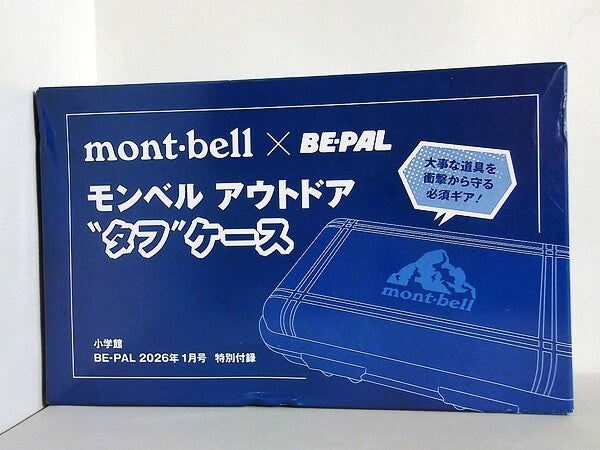 mont·bell × BE-PAL
モンベル アウトドア
"タフ"ケース
大事な道具を
衝撃から守る
必須ギア！
mont·bell
小学館
BE-PAL 2026年1月号 特別付録